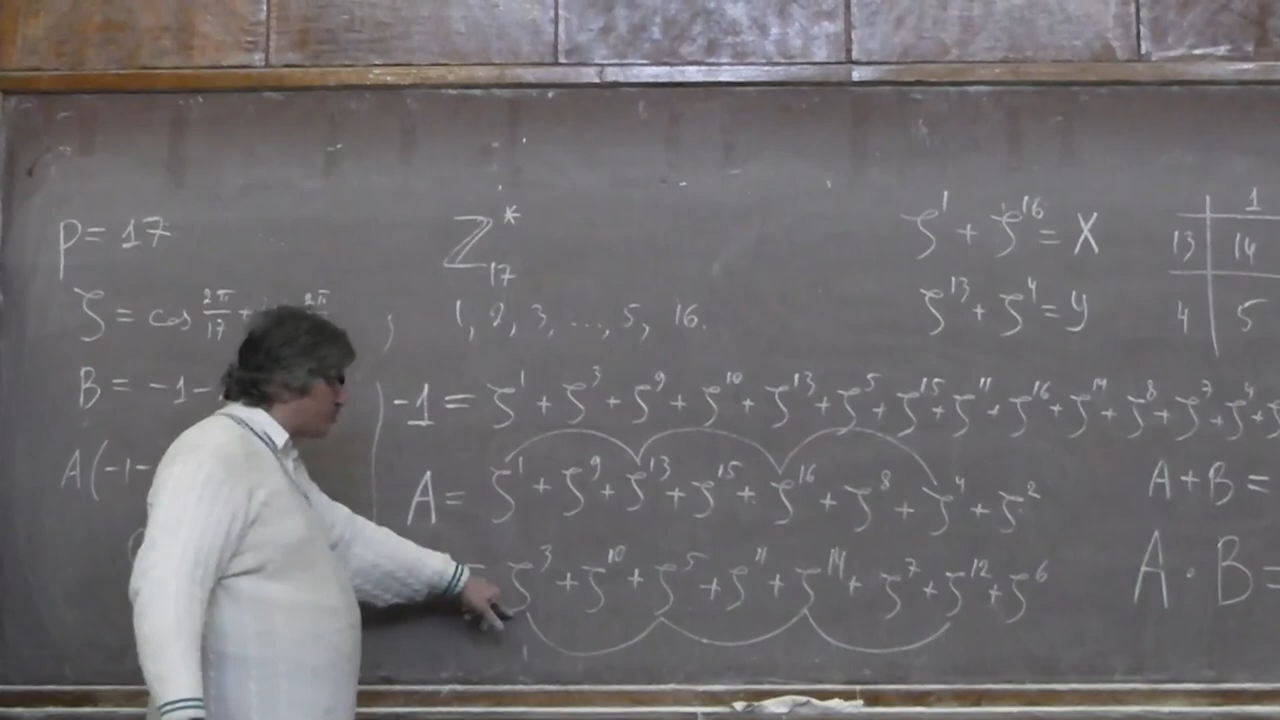 p = 17
ζ = cos 2π/17 + 2π ;
B = -1 -
A(-1-
Z*₁₇
1, 2, 3, ..., 5, 16.
ζ¹ + ζ¹⁶ = X
ζ¹³ + ζ⁴ = y
1
13 14
4 5
-1 = ζ¹ + ζ³ + ζ⁹ + ζ¹⁰ + ζ¹³ + ζ⁵ + ζ¹⁵ + ζ¹¹ + ζ¹⁶ + ζ¹⁴ + ζ⁸ + ζ⁷ + ζ⁴ + ζ
A = ζ¹ + ζ⁹ + ζ¹³ + ζ¹⁵ + ζ¹⁶ + ζ⁸ + ζ⁴ + ζ²
= ζ³ + ζ¹⁰ + ζ⁵ + ζ¹¹ + ζ¹⁴ + ζ⁷ + ζ¹² + ζ⁶
A + B =
A · B =